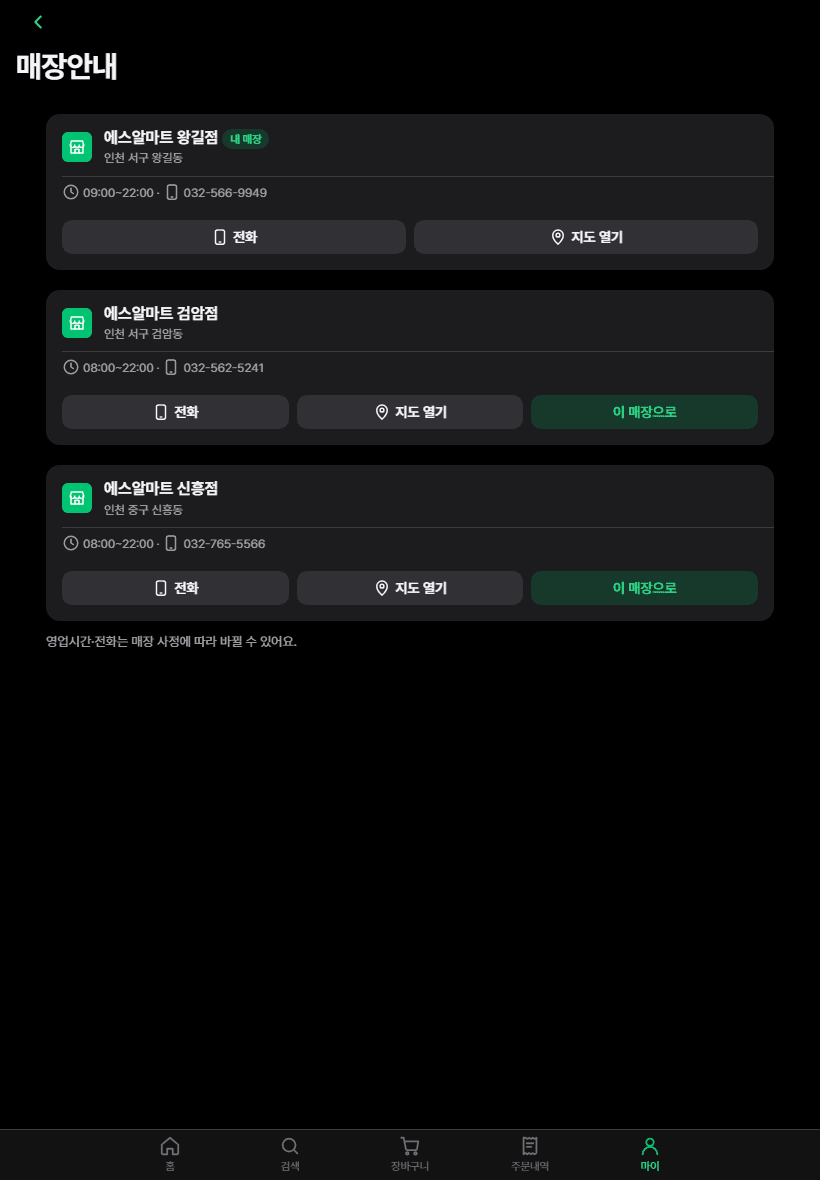 매장안내
에스알마트 왕길점 내 매장
인천 서구 왕길동
09:00~22:00 · 032-566-9949
전화 지도 열기
에스알마트 검암점
인천 서구 검암동
08:00~22:00 · 032-562-5241
전화 지도 열기 이 매장으로
에스알마트 신흥점
인천 중구 신흥동
08:00~22:00 · 032-765-5566
전화 지도 열기 이 매장으로
영업시간·전화는 매장 사정에 따라 바뀔 수 있어요.
홈 검색 장바구니 주문내역 마이